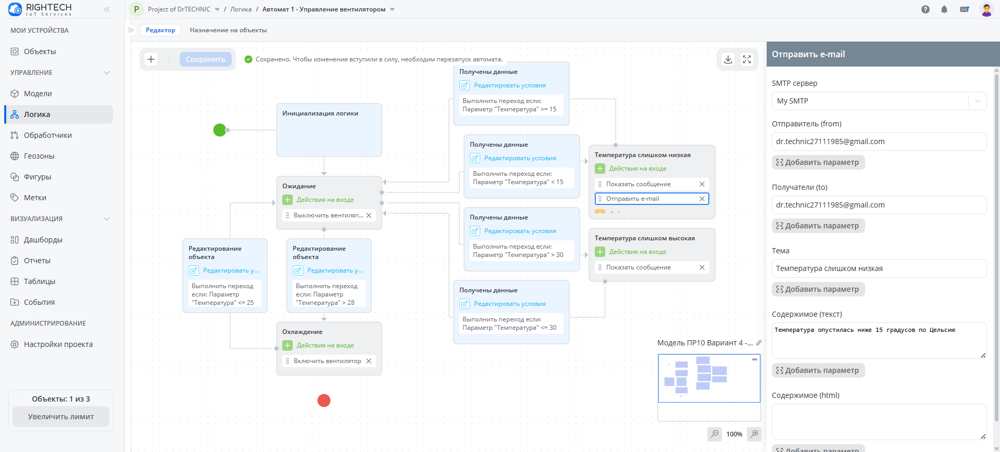 RIGHTECH
IoT Services
МОИ УСТРОЙСТВА
Объекты
УПРАВЛЕНИЕ
Модели
Логика
Обработчики
Геозоны
Фигуры
Метки
ВИЗУАЛИЗАЦИЯ
Дашборды
Отчеты
Таблицы
События
АДМИНИСТРИРОВАНИЕ
Настройки проекта
Объекты: 1 из 3
Увеличить лимит
P Project of DrTECHNIC / Логика / Автомат 1 - Управление вентилятором
Редактор Назначение на объекты
Сохранить
Сохранено. Чтобы изменения вступили в силу, необходим перезапуск автомата.
Инициализация логики
Ожидание
Действия на входе
Выключить вентилят...
Редактирование
объекта
Редактировать у...
Выполнить переход
если: Параметр
"Температура" <= 25
Редактирование
объекта
Редактировать у...
Выполнить переход
если: Параметр
"Температура" > 28
Охлаждение
Действия на входе
Включить вентилятор
Получены данные
Редактировать условия
Выполнить переход если:
Параметр "Температура" >= 15
Получены данные
Редактировать условия
Выполнить переход если:
Параметр "Температура" < 15
Получены данные
Редактировать условия
Выполнить переход если:
Параметр "Температура" > 30
Получены данные
Редактировать условия
Выполнить переход если:
Параметр "Температура" <= 30
Температура слишком низкая
Действия на входе
Показать сообщение
Отправить e-mail
Температура слишком высокая
Действия на входе
Показать сообщение
Модель ПР10 Вариант 4 -...
100%
Отправить e-mail
SMTP сервер
My SMTP
Отправитель (from)
dr.technic27111985@gmail.com
Добавить параметр
Получатели (to)
dr.technic27111985@gmail.com
Добавить параметр
Тема
Температура слишком низкая
Добавить параметр
Содержимое (текст)
Температура опустилась ниже 15 градусов по Цельсию
Добавить параметр
Содержимое (html)
Добавить параметр